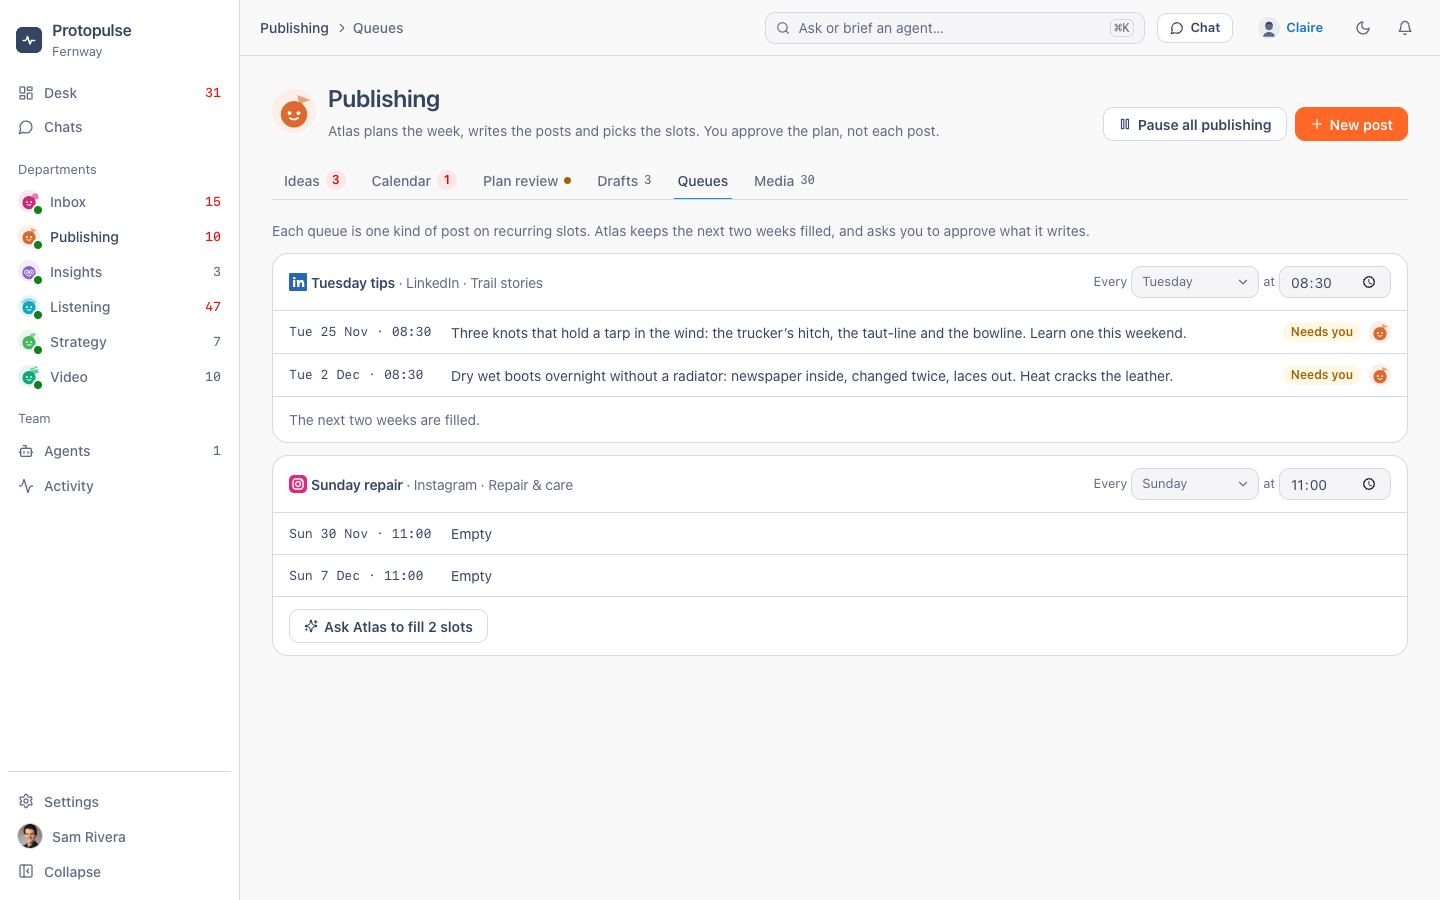 Protopulse
Fernway
Desk 31
Chats
Departments
Inbox 15
Publishing 10
Insights 3
Listening 47
Strategy 7
Video 10
Team
Agents 1
Activity
Settings
Sam Rivera
Collapse
Publishing > Queues
Ask or brief an agent… ⌘K
Chat
Claire
Publishing
Atlas plans the week, writes the posts and picks the slots. You approve the plan, not each post.
Pause all publishing
+ New post
Ideas 3 Calendar 1 Plan review Drafts 3 Queues Media 30
Each queue is one kind of post on recurring slots. Atlas keeps the next two weeks filled, and asks you to approve what it writes.
in Tuesday tips · LinkedIn · Trail stories Every Tuesday at 08:30
Tue 25 Nov · 08:30 Three knots that hold a tarp in the wind: the trucker’s hitch, the taut-line and the bowline. Learn one this weekend. Needs you
Tue 2 Dec · 08:30 Dry wet boots overnight without a radiator: newspaper inside, changed twice, laces out. Heat cracks the leather. Needs you
The next two weeks are filled.
Sunday repair · Instagram · Repair & care Every Sunday at 11:00
Sun 30 Nov · 11:00 Empty
Sun 7 Dec · 11:00 Empty
Ask Atlas to fill 2 slots